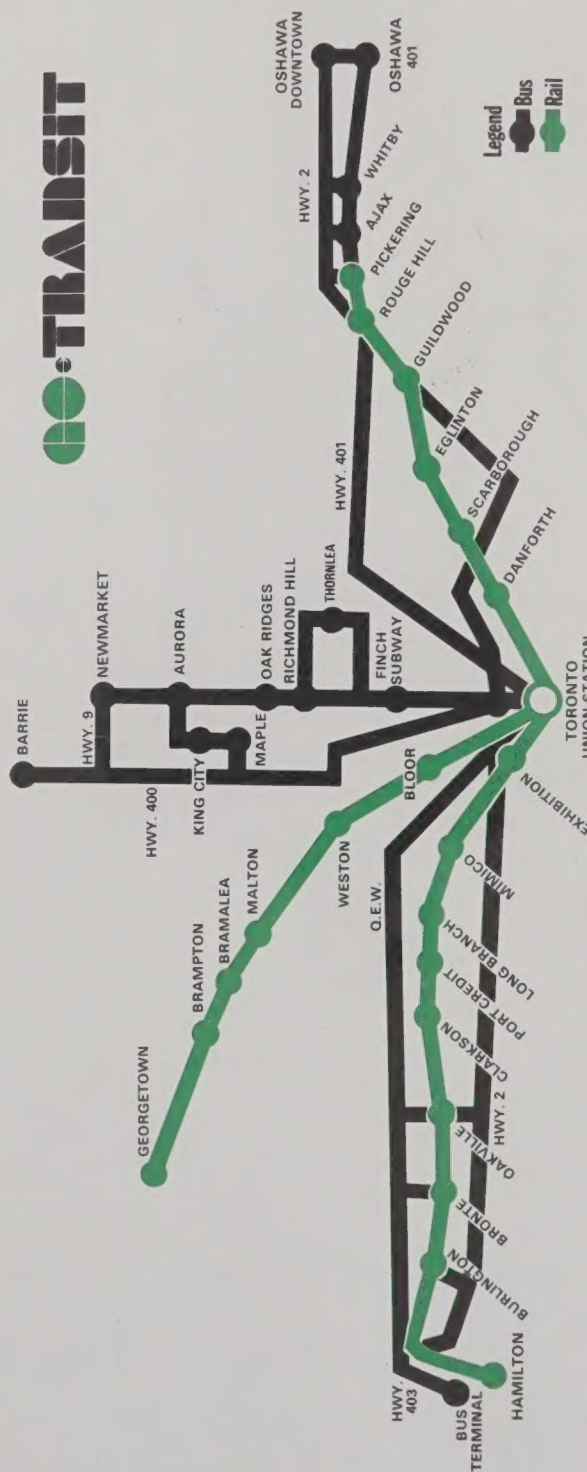 GO TRANSIT
BARRIE
HWY. 9
NEWMARKET
HWY. 400
AURORA
KING CITY
MAPLE
OAK RIDGES
RICHMOND HILL
THORNLEA
FINCH
SUBWAY
GEORGETOWN
BRAMPTON
BRAMALEA
MALTON
WESTON
BLOOR
Q.E.W.
HWY.
403
BUS
TERMINAL
HAMILTON
BURLINGTON
BRONTE
OAKVILLE
HWY. 2
CLARKSON
PORT CREDIT
LONG BRANCH
MIMICO
EXHIBITION
TORONTO
UNION STATION
DANFORTH
SCARBOROUGH
EGLINTON
GUILDWOOD
HWY. 401
ROUGE HILL
PICKERING
AJAX
WHITBY
HWY. 2
OSHAWA
DOWNTOWN
OSHAWA
401
Legend
Bus
Rail